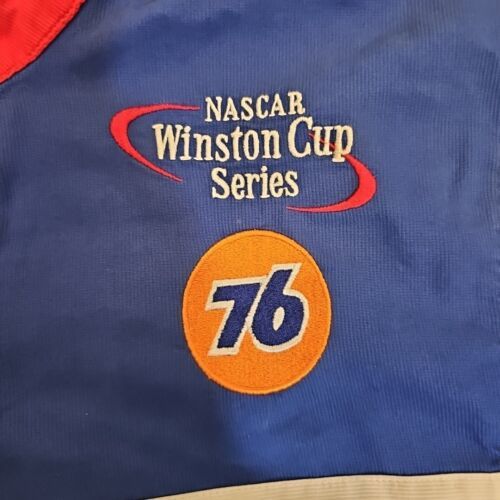 NASCAR
Winston Cup
Series
76